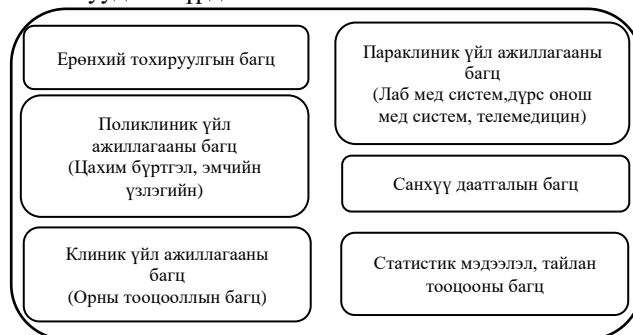 Ерөнхий тохируулгын багц
Поликлиник үйл
ажиллагааны багц
(Цахим бүртгэл, эмчийн
үзлэгийн)
Клиник үйл ажиллагааны
багц
(Орны тооцооллын багц)
Параклиник үйл ажиллагааны
багц
(Лаб мед систем,дүрс онош
мед систем, телемедицин)
Санхүү даатгалын багц
Статистик мэдээлэл, тайлан
тооцооны багц